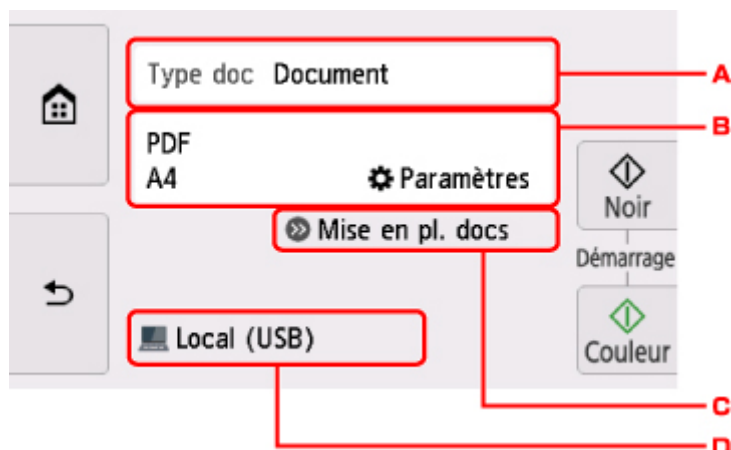 Type doc Document
A
B
PDF
A4
Paramètres
Noir
Mise en pl. docs
Démarrage
Local (USB)
Couleur
C
D